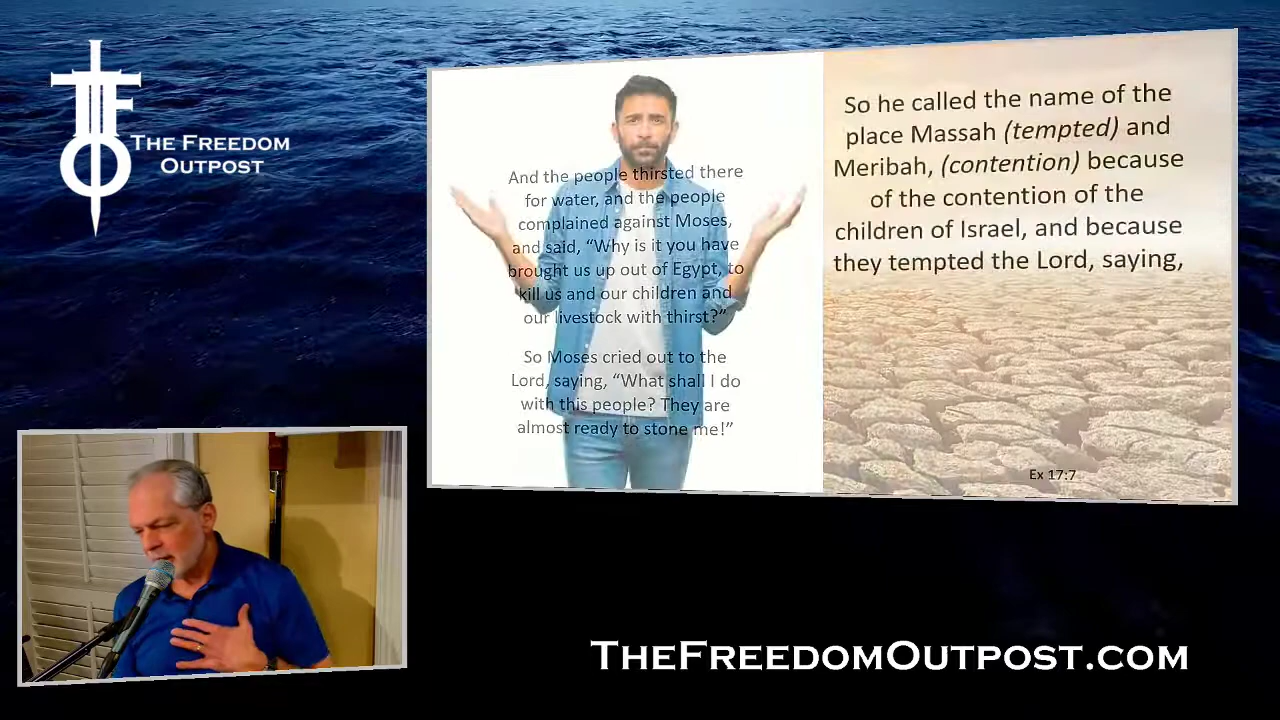 THE FREEDOM
OUTPOST
And the people thirsted there
for water, and the people
complained against Moses,
and said, “Why is it you have
brought us up out of Egypt, to
kill us and our children and
our livestock with thirst?”
So Moses cried out to the
Lord, saying, “What shall I do
with this people? They are
almost ready to stone me!”
So he called the name of the
place Massah (tempted) and
Meribah, (contention) because
of the contention of the
children of Israel, and because
they tempted the Lord, saying,
Ex 17:7
THEFREEDOMOUTPOST.COM